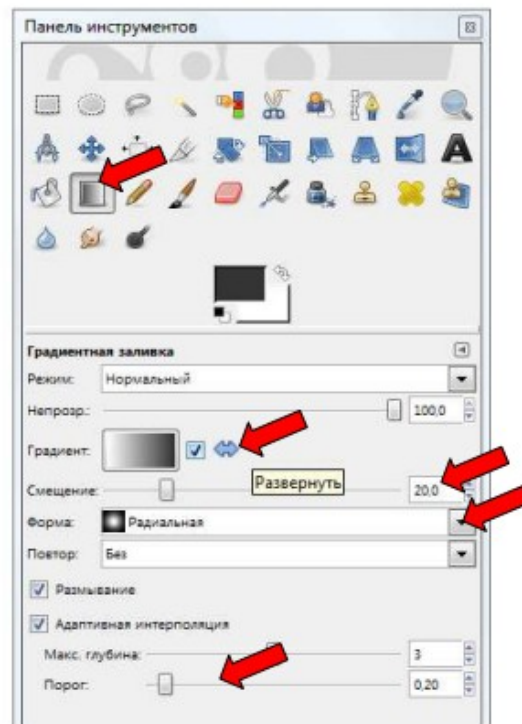 Панель инструментов
Градиентная заливка
Режим: Нормальный
Непрозр.: 100,0
Градиент:
Развернуть
Смещение: 20,0
Форма: Радиальная
Повтор: Без
Размывание
Адаптивная интерполяция
Макс. глубина: 3
Порог: 0,20